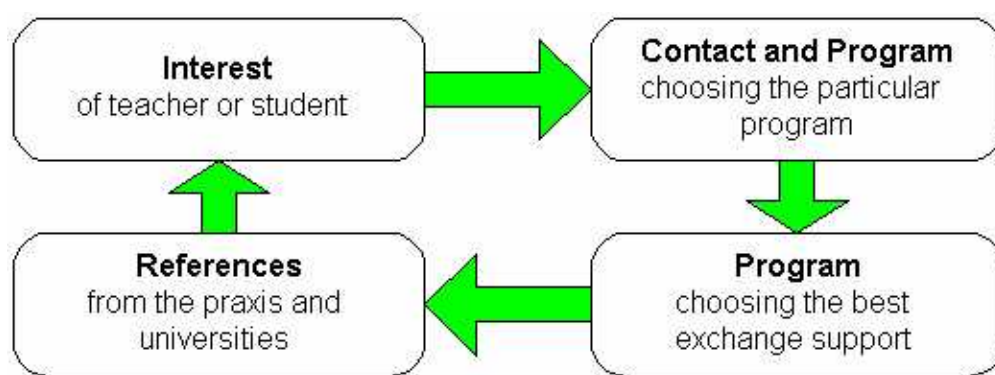 Interest
of teacher or student
Contact and Program
choosing the particular
program
References
from the praxis and
universities
Program
choosing the best
exchange support